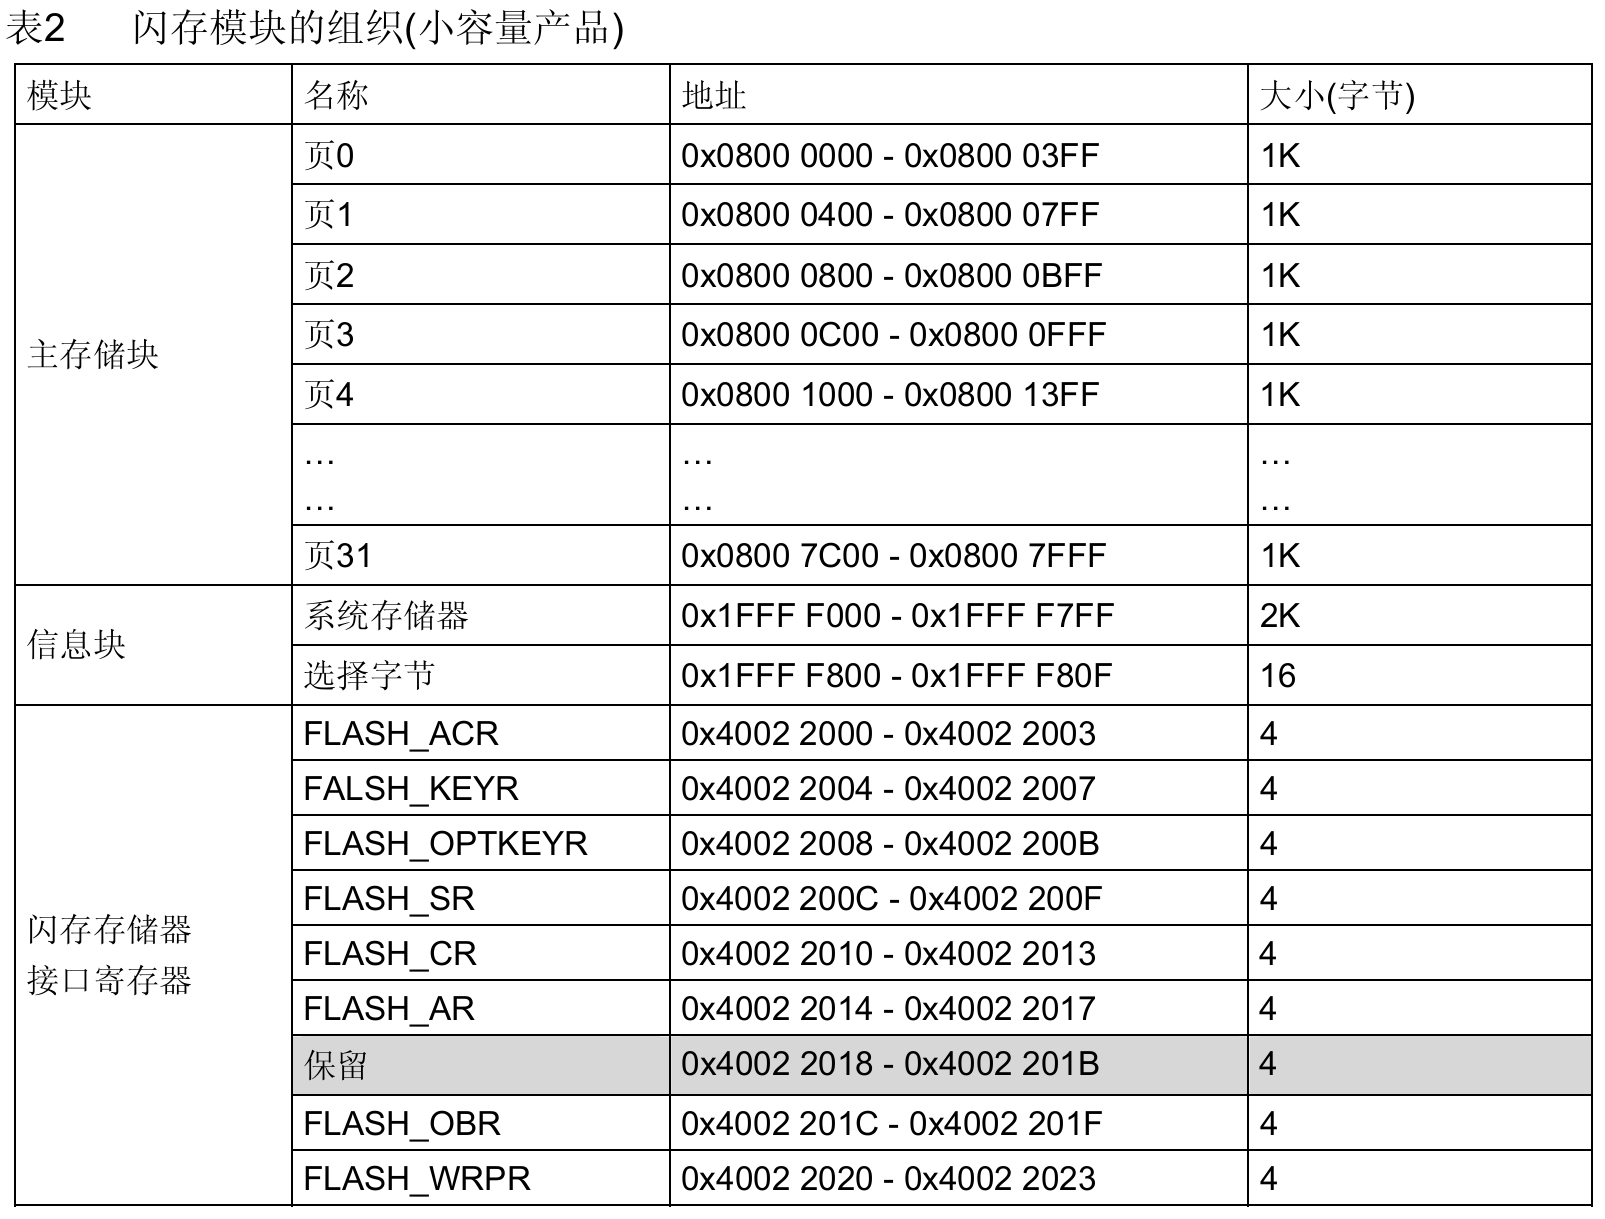 表2 闪存模块的组织(小容量产品)
模块 名称 地址 大小(字节)
主存储块
页0 0x0800 0000 - 0x0800 03FF 1K
页1 0x0800 0400 - 0x0800 07FF 1K
页2 0x0800 0800 - 0x0800 0BFF 1K
页3 0x0800 0C00 - 0x0800 0FFF 1K
页4 0x0800 1000 - 0x0800 13FF 1K
… … …
… … …
页31 0x0800 7C00 - 0x0800 7FFF 1K
信息块
系统存储器 0x1FFF F000 - 0x1FFF F7FF 2K
选择字节 0x1FFF F800 - 0x1FFF F80F 16
闪存存储器
接口寄存器
FLASH_ACR 0x4002 2000 - 0x4002 2003 4
FALSH_KEYR 0x4002 2004 - 0x4002 2007 4
FLASH_OPTKEYR 0x4002 2008 - 0x4002 200B 4
FLASH_SR 0x4002 200C - 0x4002 200F 4
FLASH_CR 0x4002 2010 - 0x4002 2013 4
FLASH_AR 0x4002 2014 - 0x4002 2017 4
保留 0x4002 2018 - 0x4002 201B 4
FLASH_OBR 0x4002 201C - 0x4002 201F 4
FLASH_WRPR 0x4002 2020 - 0x4002 2023 4